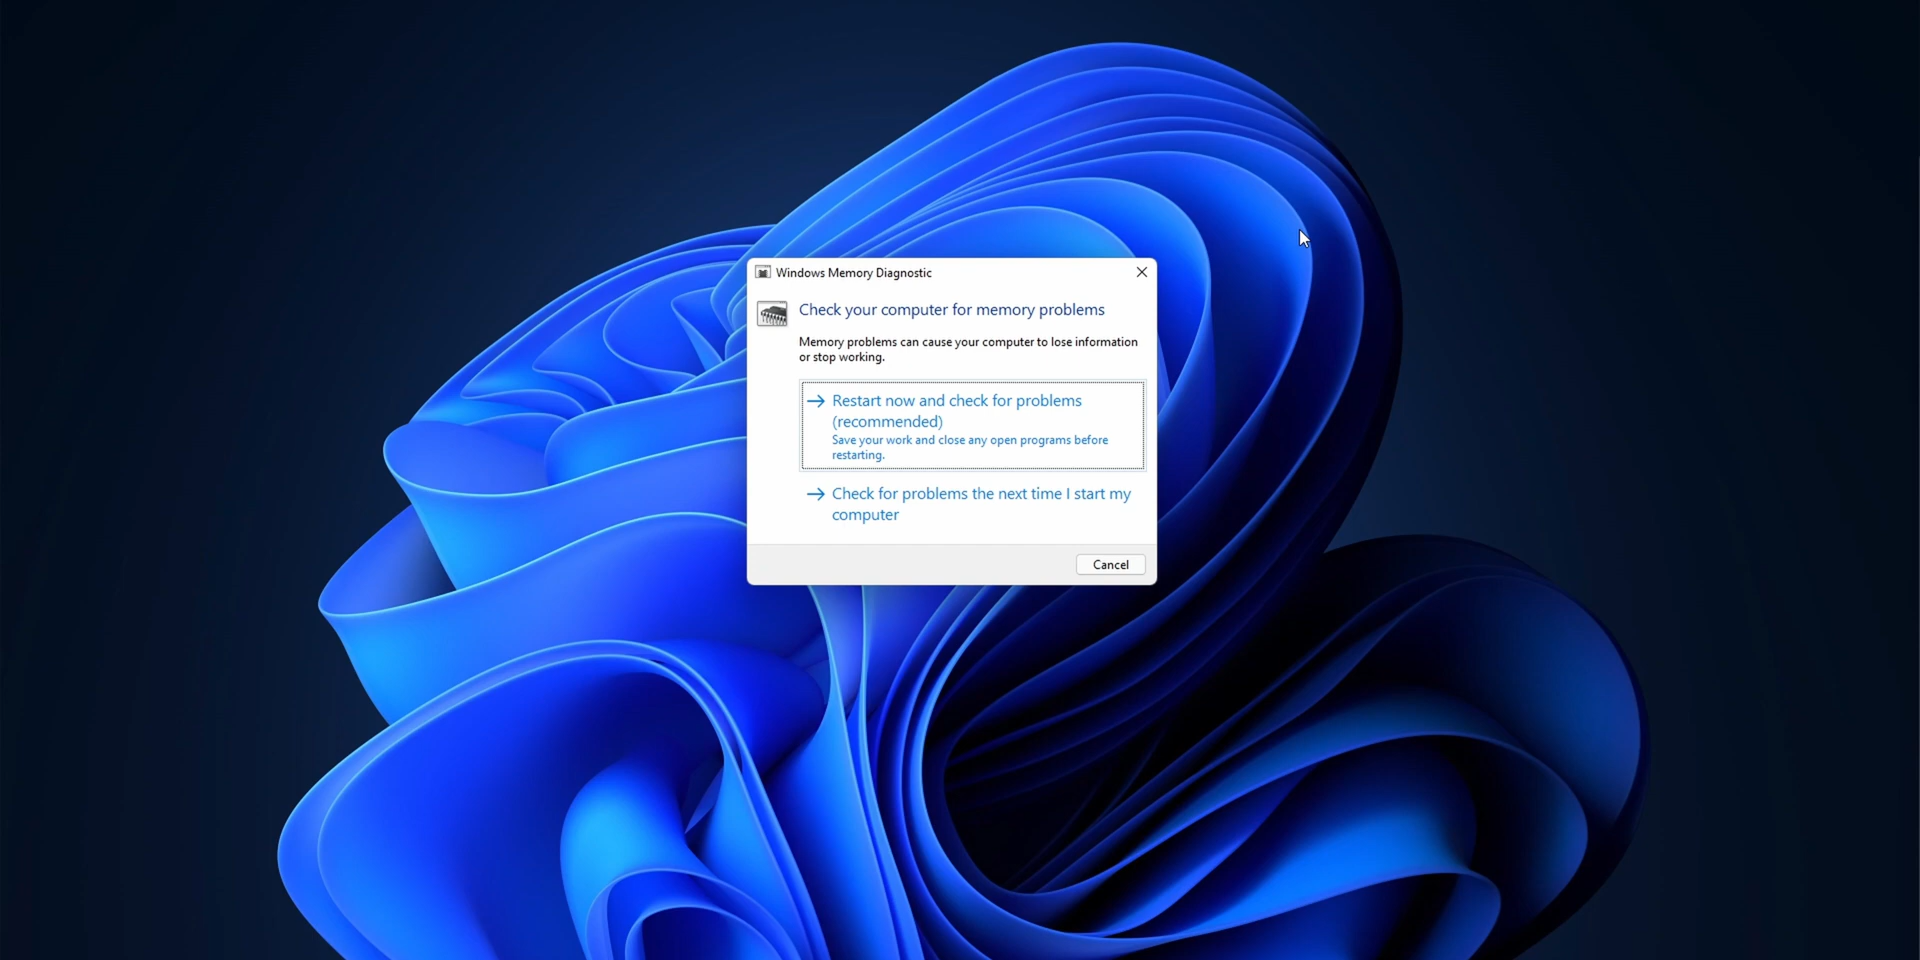 Windows Memory Diagnostic
Check your computer for memory problems
Memory problems can cause your computer to lose information
or stop working.
Restart now and check for problems
(recommended)
Save your work and close any open programs before
restarting.
Check for problems the next time I start my
computer
Cancel